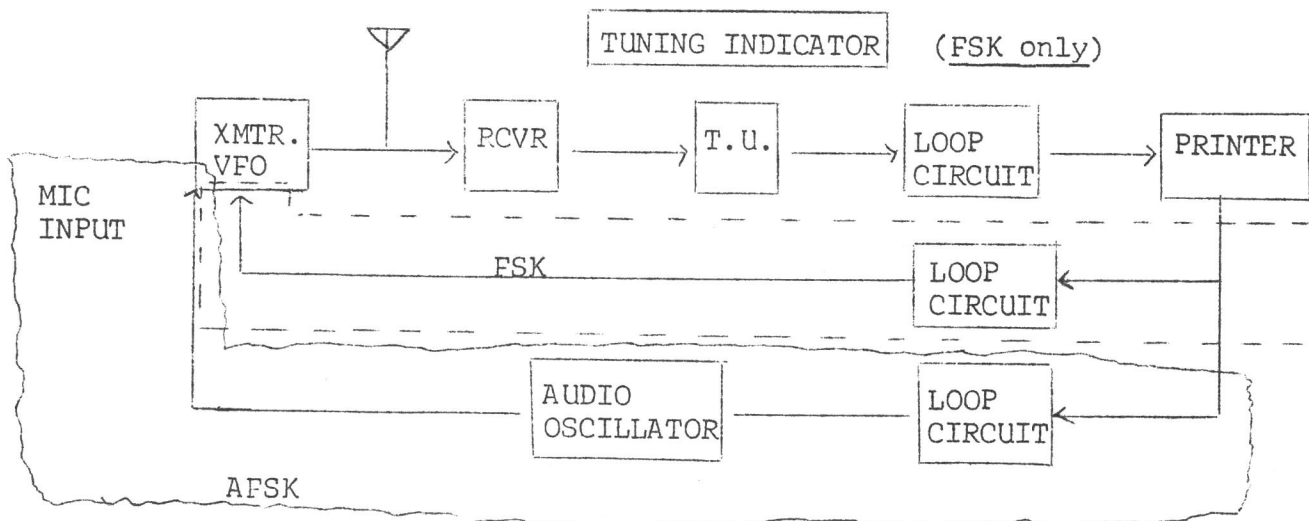 TUNING INDICATOR (FSK only)
XMTR.
VFO
RCVR
T.U.
LOOP
CIRCUIT
PRINTER
MIC
INPUT
FSK
LOOP
CIRCUIT
AUDIO
OSCILLATOR
LOOP
CIRCUIT
AFSK